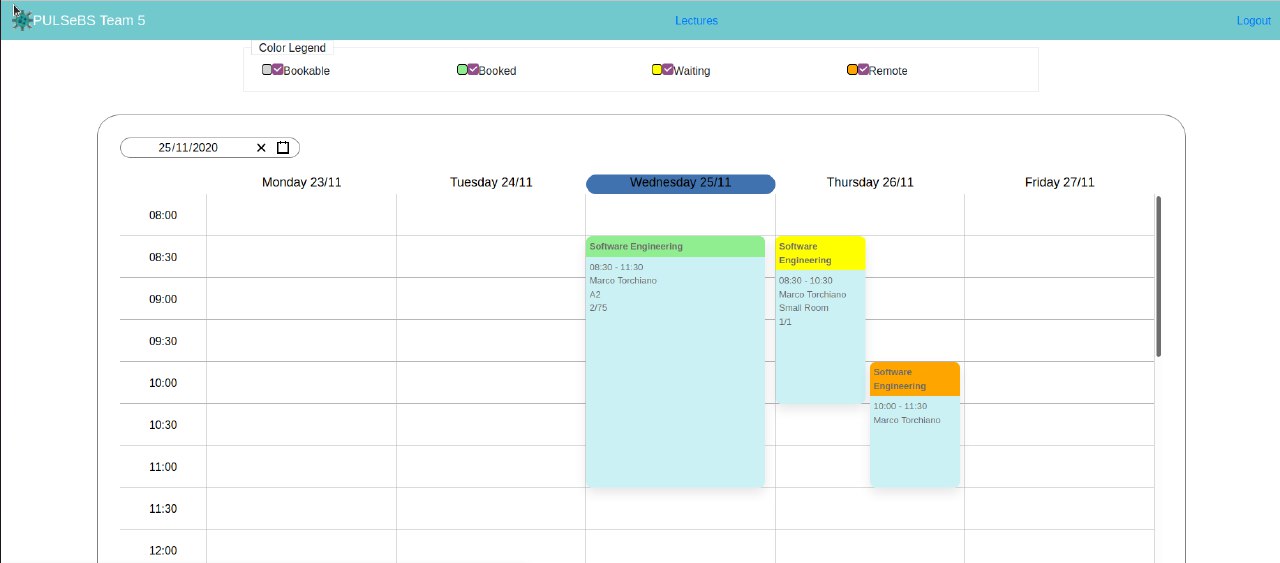 PULSeBS Team 5
Lectures
Logout
Color Legend
Bookable
Booked
Waiting
Remote
25/11/2020
Monday 23/11
Tuesday 24/11
Wednesday 25/11
Thursday 26/11
Friday 27/11
08:00
08:30
09:00
09:30
10:00
10:30
11:00
11:30
12:00
Software Engineering
08:30 - 11:30
Marco Torchiano
A2
2/75
Software
Engineering
08:30 - 10:30
Marco Torchiano
Small Room
1/1
Software
Engineering
10:00 - 11:30
Marco Torchiano